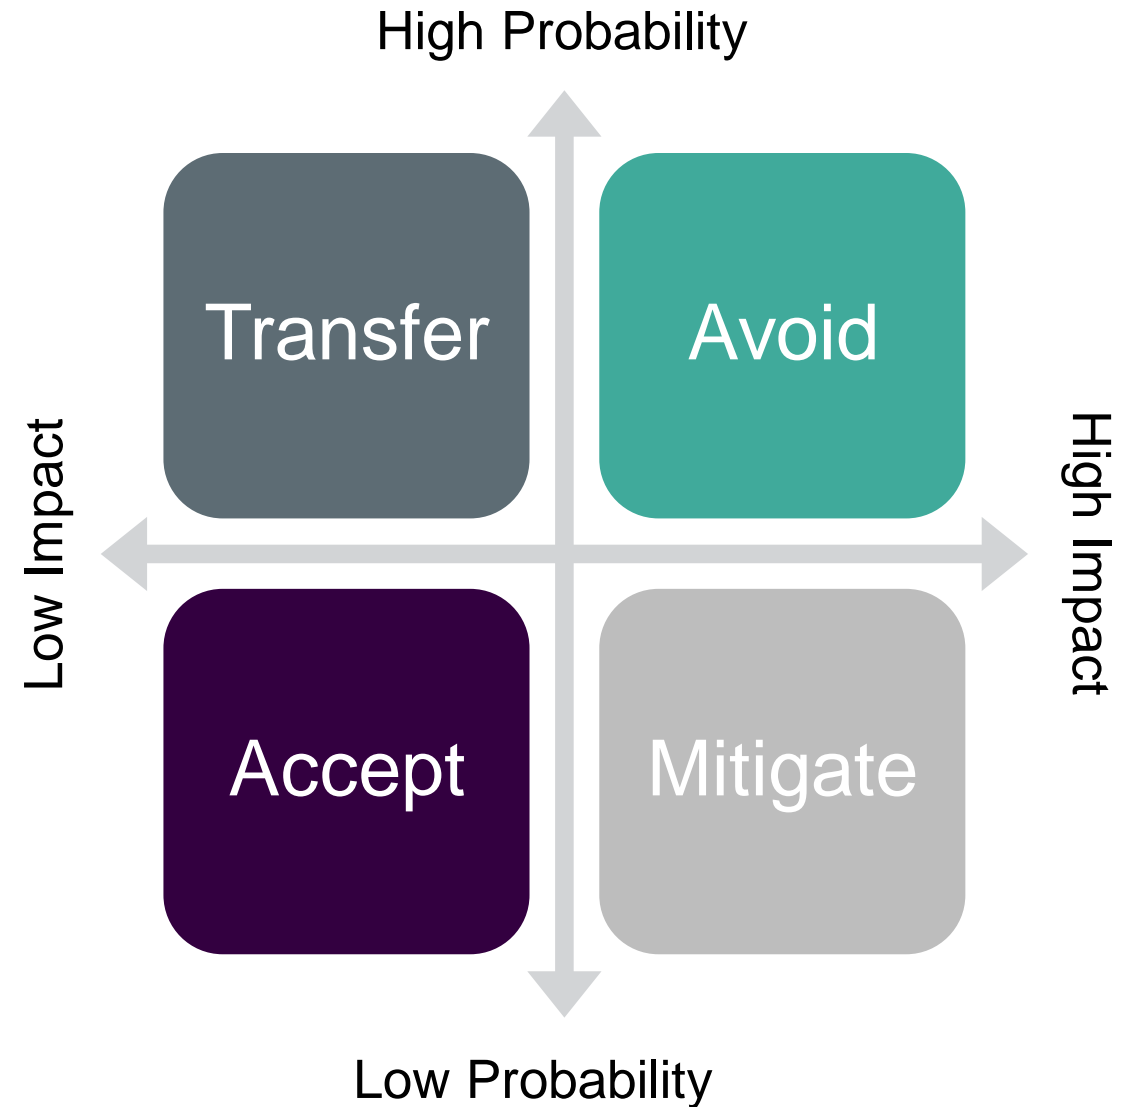 High Probability
Transfer
Avoid
Low Impact
High Impact
Accept
Mitigate
Low Probability